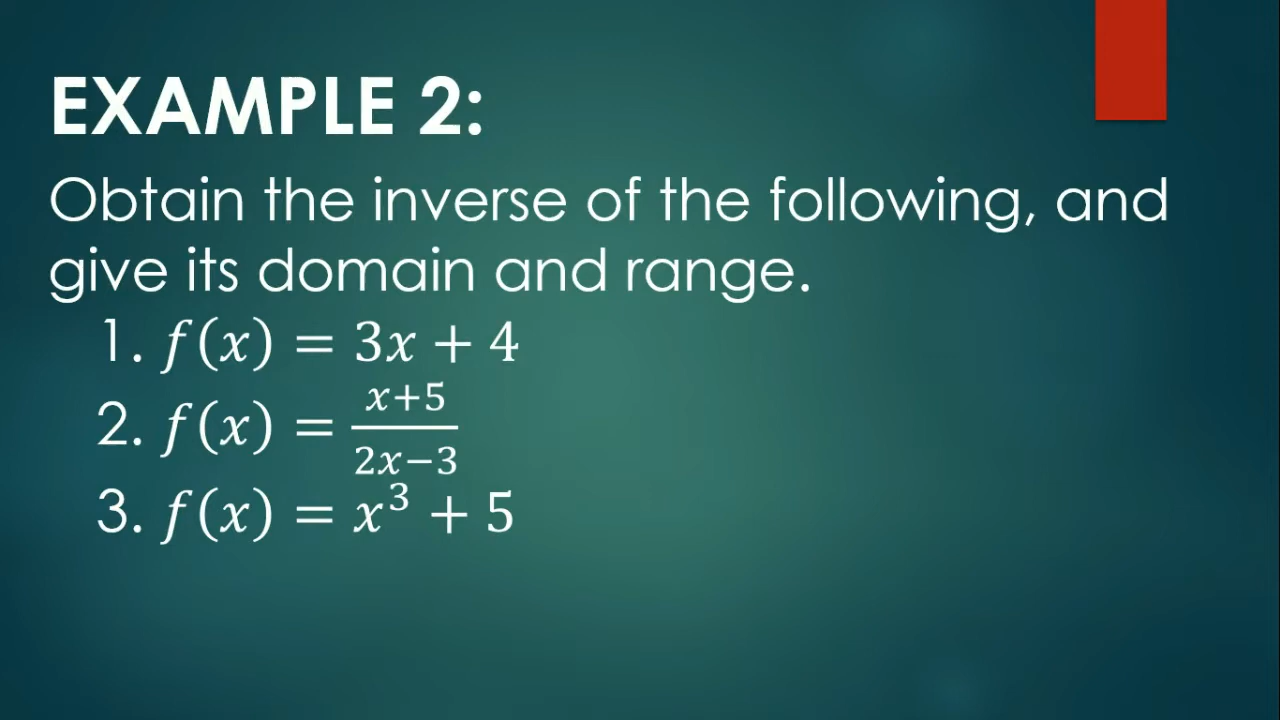 EXAMPLE 2:
Obtain the inverse of the following, and
give its domain and range.
1. f(x) = 3x + 4
2. f(x) = \frac{x+5}{2x-3}
3. f(x) = x³ + 5